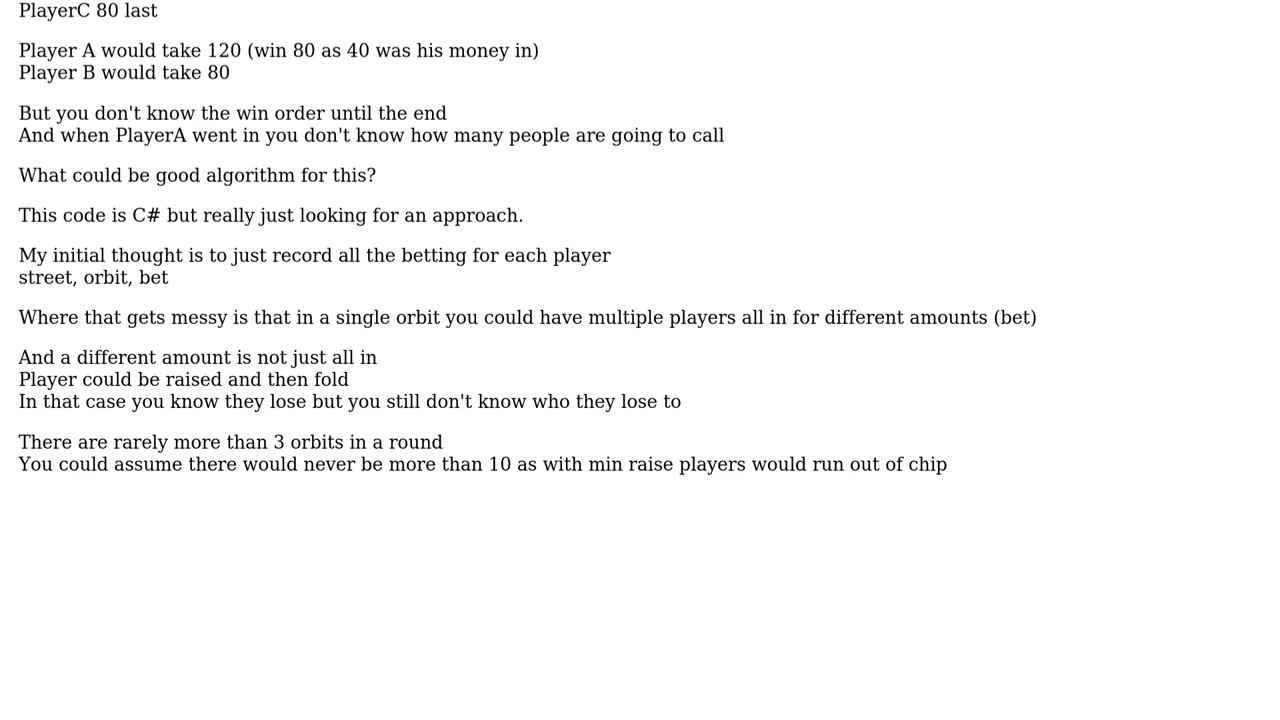 PlayerC 80 last
Player A would take 120 (win 80 as 40 was his money in)
Player B would take 80
But you don't know the win order until the end
And when PlayerA went in you don't know how many people are going to call
What could be good algorithm for this?
This code is C# but really just looking for an approach.
My initial thought is to just record all the betting for each player
street, orbit, bet
Where that gets messy is that in a single orbit you could have multiple players all in for different amounts (bet)
And a different amount is not just all in
Player could be raised and then fold
In that case you know they lose but you still don't know who they lose to
There are rarely more than 3 orbits in a round
You could assume there would never be more than 10 as with min raise players would run out of chip